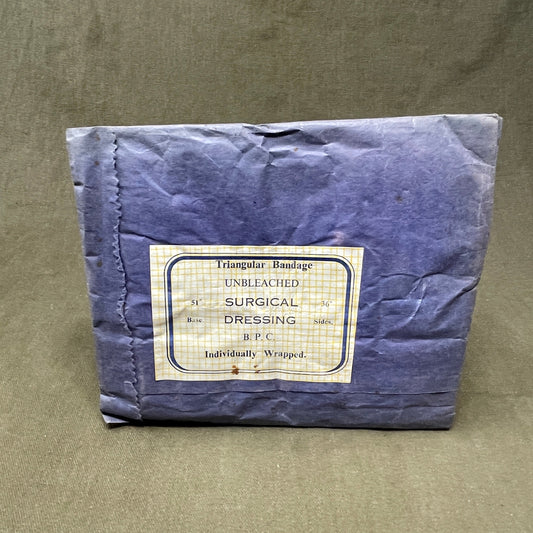 Triangular Bandage
UNBLEACHED
51" SURGICAL 36"
Base DRESSING Sides.
B. P. C.
Individually Wrapped.